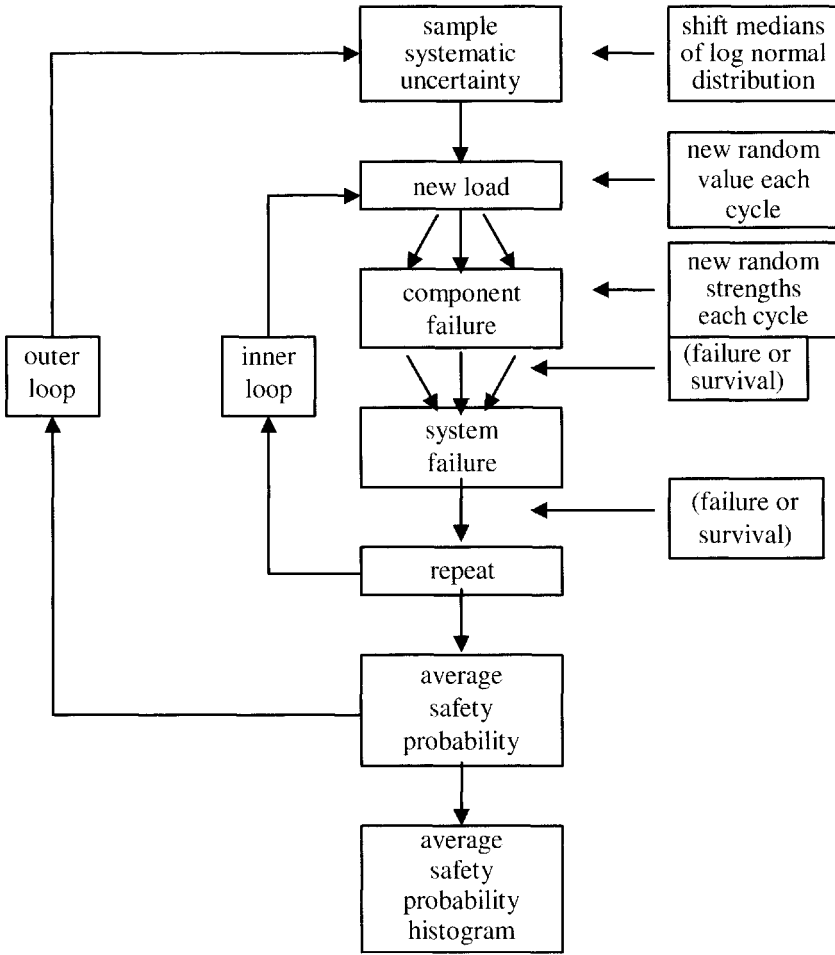 sample
systematic
uncertainty
shift medians
of log normal
distribution
new load
new random
value each
cycle
component
failure
new random
strengths
each cycle
outer
loop
inner
loop
(failure or
survival)
system
failure
(failure or
survival)
repeat
average
safety
probability
average
safety
probability
histogram